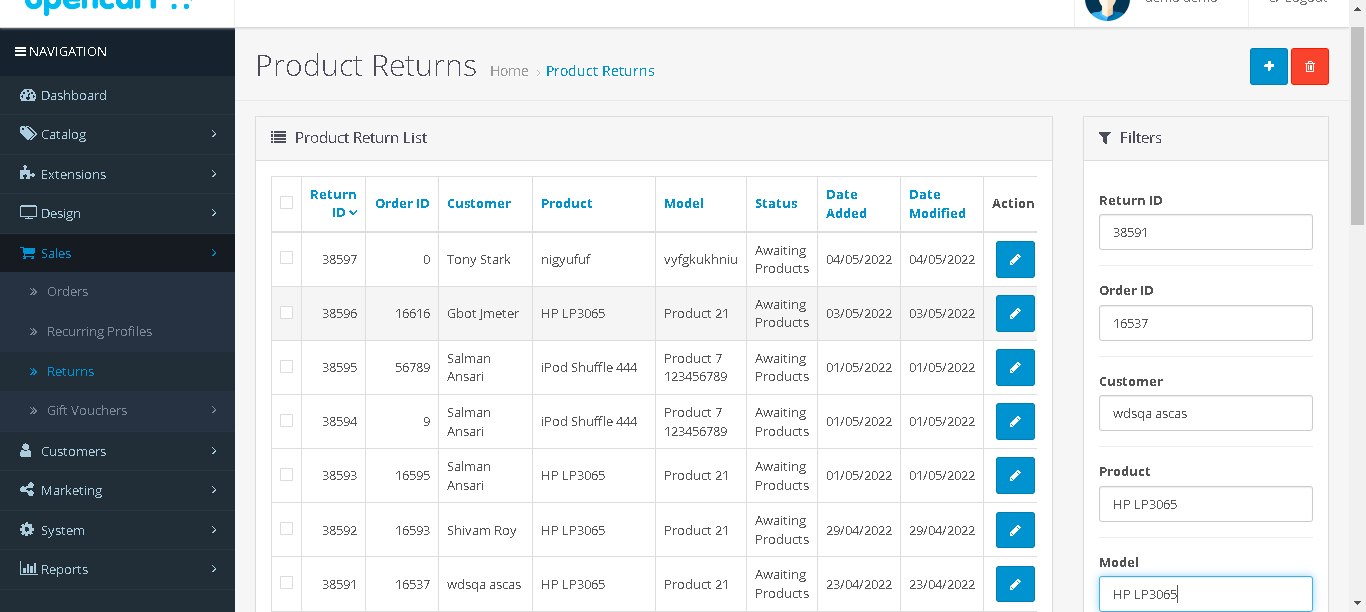 opencart
demo demo
Logout
NAVIGATION
Dashboard
Catalog
Extensions
Design
Sales
Orders
Recurring Profiles
Returns
Gift Vouchers
Customers
Marketing
System
Reports
Product Returns Home › Product Returns
Product Return List
Return ID Order ID Customer Product Model Status Date Added Date Modified Action
38597 0 Tony Stark nigyufuf vyfgkukhniu Awaiting Products 04/05/2022 04/05/2022
38596 16616 Gbot Jmeter HP LP3065 Product 21 Awaiting Products 03/05/2022 03/05/2022
38595 56789 Salman Ansari iPod Shuffle 444 Product 7 123456789 Awaiting Products 01/05/2022 01/05/2022
38594 9 Salman Ansari iPod Shuffle 444 Product 7 123456789 Awaiting Products 01/05/2022 01/05/2022
38593 16595 Salman Ansari HP LP3065 Product 21 Awaiting Products 01/05/2022 01/05/2022
38592 16593 Shivam Roy HP LP3065 Product 21 Awaiting Products 29/04/2022 29/04/2022
38591 16537 wdsqa ascas HP LP3065 Product 21 Awaiting Products 23/04/2022 23/04/2022
Filters
Return ID
38591
Order ID
16537
Customer
wdsqa ascas
Product
HP LP3065
Model
HP LP3065